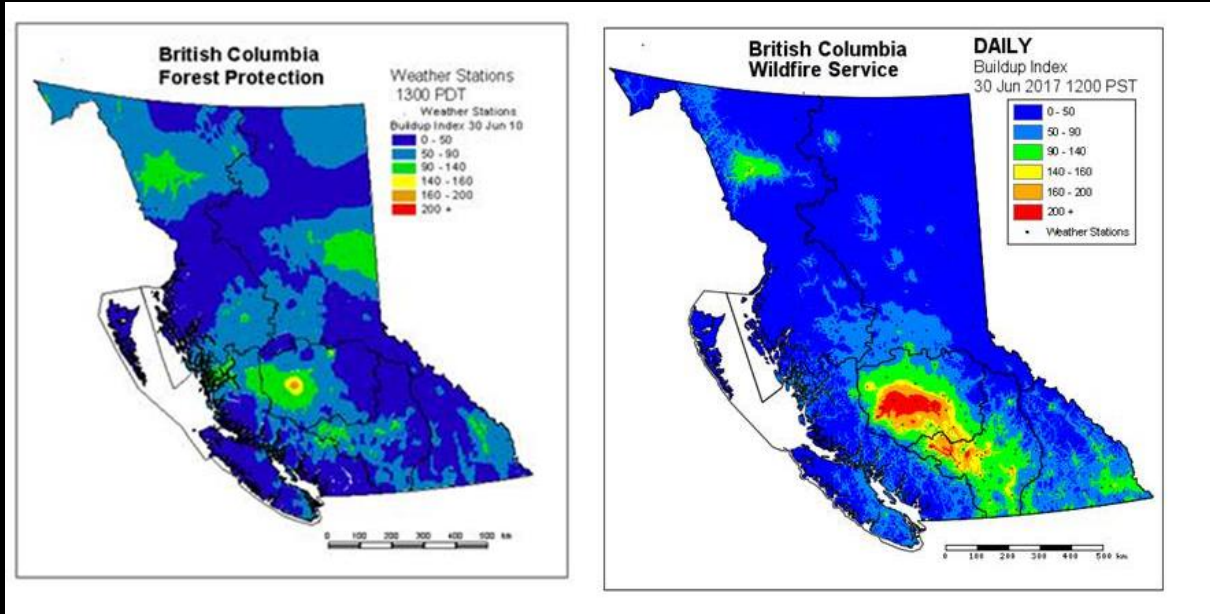 British Columbia
Forest Protection
Weather Stations
1300 PDT
Weather Stations
Buildup Index 30 Jun 10
0 - 50
50 - 90
90 - 140
140 - 160
160 - 200
200 +
0 100 200 300 400 500 km
British Columbia
Wildfire Service
DAILY
Buildup Index
30 Jun 2017 1200 PST
0 - 50
50 - 90
90 - 140
140 - 160
160 - 200
200 +
Weather Stations
0 100 200 300 400 500 km.